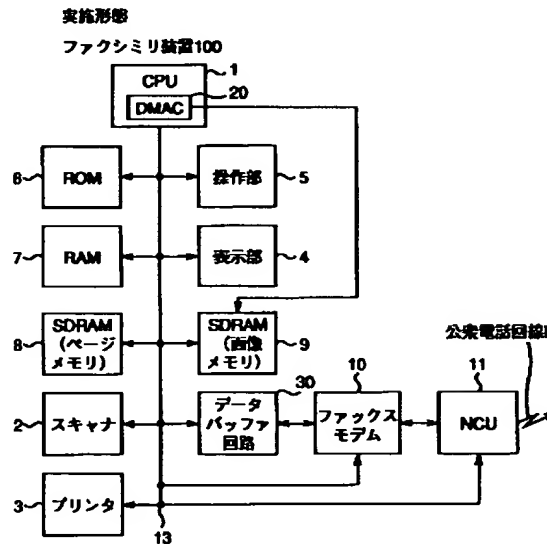 実施形態
ファクシミリ装置100
1
CPU
20
DMAC
6
ROM
操作部
5
7
RAM
表示部
4
8
SDRAM
(ページ
メモリ)
SDRAM
(画像
メモリ)
9
公衆電話回線
30
10
11
2
スキャナ
データ
バッファ
回路
ファックス
モデム
NCU
3
プリンタ
13